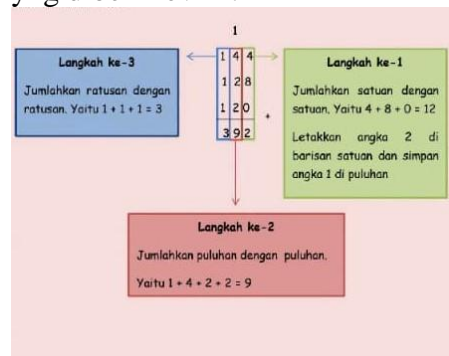 1
Langkah ke-3
Jumlahkan ratusan dengan
ratusan. Yaitu 1 + 1 + 1 = 3
1 4 4
1 2 8
1 2 0
+
3 9 2
Langkah ke-1
Jumlahkan satuan dengan
satuan. Yaitu 4 + 8 + 0 = 12
Letakkan angka 2 di
barisan satuan dan simpan
angka 1 di puluhan
Langkah ke-2
Jumlahkan puluhan dengan puluhan.
Yaitu 1 + 4 + 2 + 2 = 9